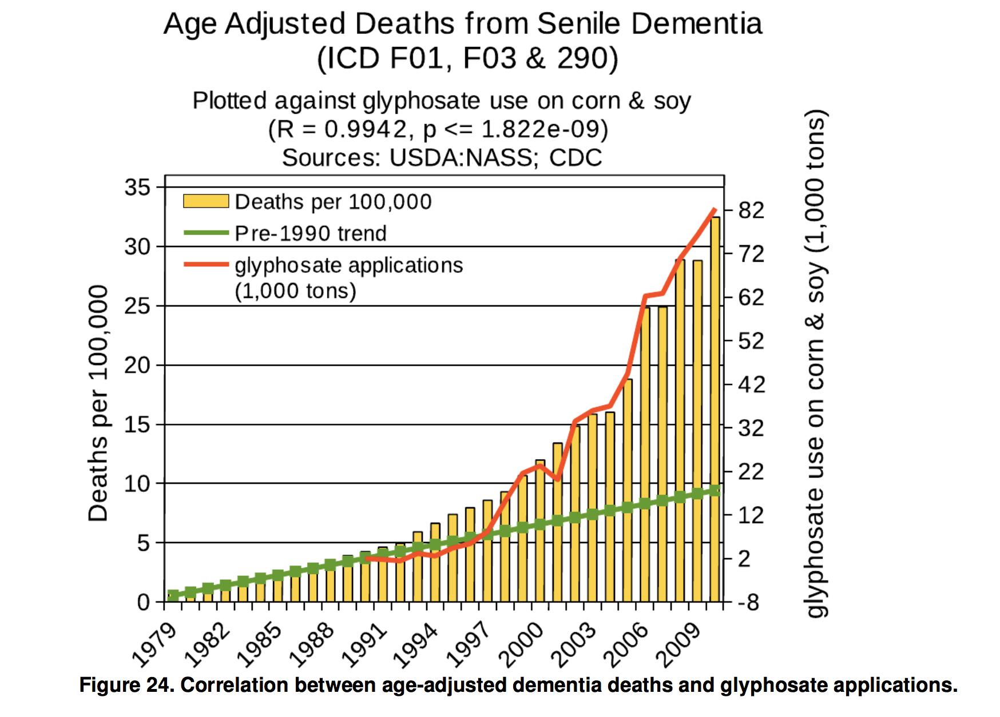 Age Adjusted Deaths from Senile Dementia
(ICD F01, F03 & 290)
Plotted against glyphosate use on corn & soy
(R = 0.9942, p <= 1.822e-09)
Sources: USDA:NASS; CDC
Deaths per 100,000
35
30
25
20
15
10
5
0
Deaths per 100,000
Pre-1990 trend
glyphosate applications
(1,000 tons)
82
72
62
52
42
32
22
12
2
-8
glyphosate use on corn & soy (1,000 tons)
1979
1982
1985
1988
1991
1994
1997
2000
2003
2006
2009
Figure 24. Correlation between age-adjusted dementia deaths and glyphosate applications.